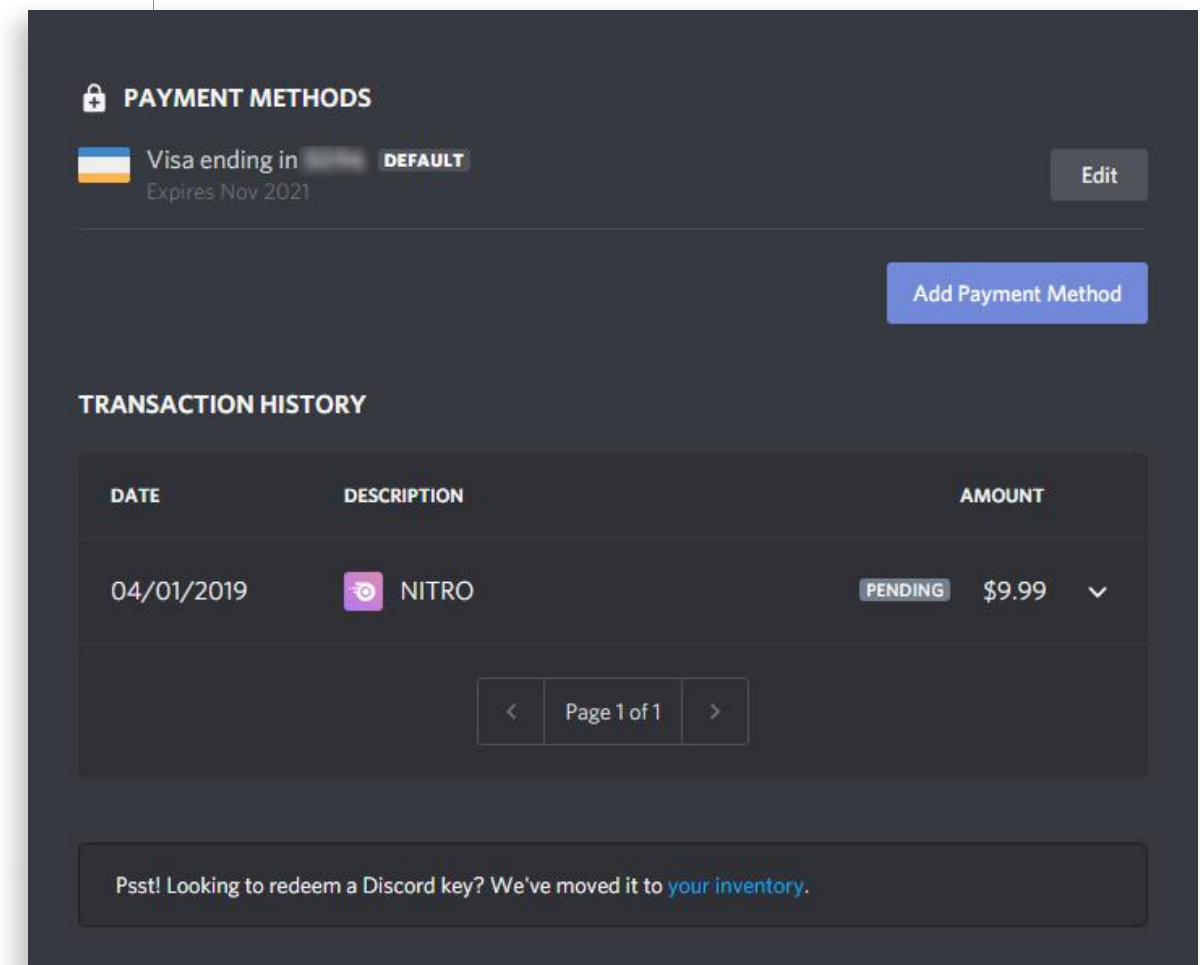 PAYMENT METHODS
Visa ending in DEFAULT
Expires Nov 2021
Edit
Add Payment Method
TRANSACTION HISTORY
DATE DESCRIPTION AMOUNT
04/01/2019 NITRO PENDING $9.99
Page 1 of 1
Psst! Looking to redeem a Discord key? We've moved it to your inventory.